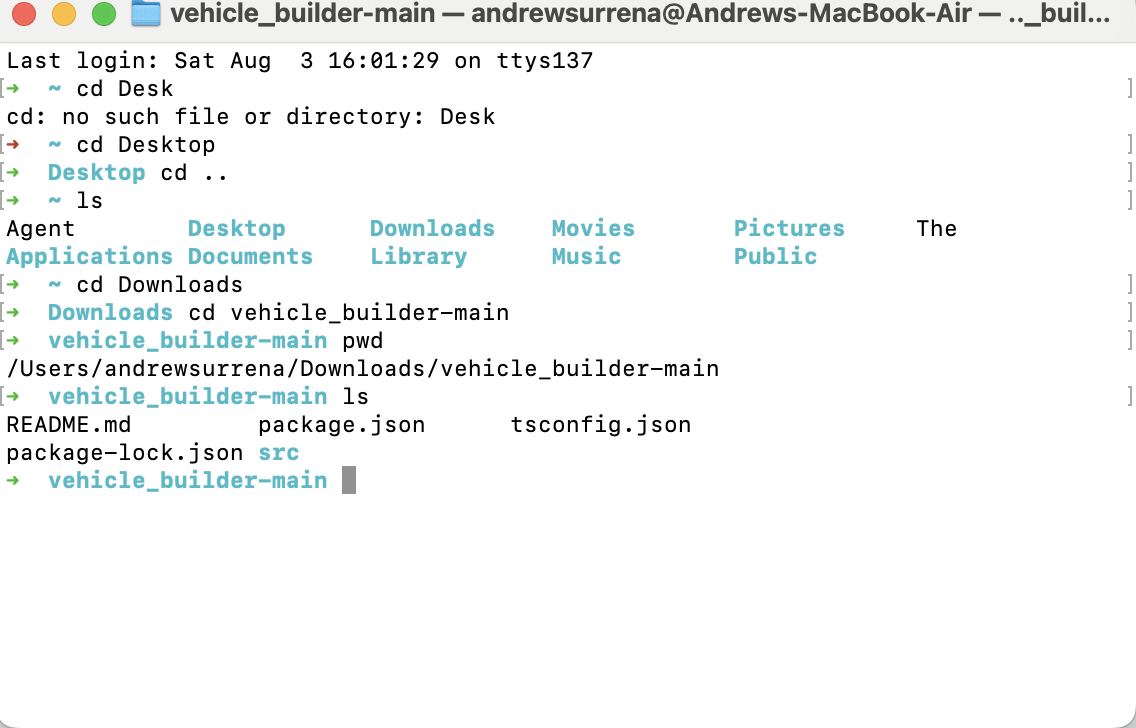 vehicle_builder-main — andrewsurrena@Andrews-MacBook-Air — .._buil...
Last login: Sat Aug  3 16:01:29 on ttys137
[➜  ~ cd Desk ]
cd: no such file or directory: Desk
[➜  ~ cd Desktop ]
[➜  Desktop cd .. ]
[➜  ~ ls ]
Agent        Desktop      Downloads    Movies       Pictures     The
Applications Documents    Library      Music        Public
[➜  ~ cd Downloads ]
[➜  Downloads cd vehicle_builder-main ]
[➜  vehicle_builder-main pwd ]
/Users/andrewsurrena/Downloads/vehicle_builder-main
[➜  vehicle_builder-main ls ]
README.md         package.json      tsconfig.json
package-lock.json src
➜  vehicle_builder-main